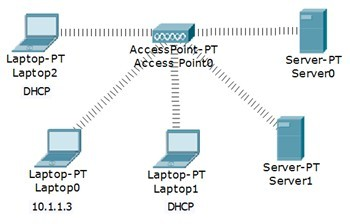 Laptop-PT
Laptop2
DHCP
AccessPoint-PT
Access Point0
Server-PT
Server0
Laptop-PT
Laptop0
10.1.1.3
Laptop-PT
Laptop1
DHCP
Server-PT
Server1